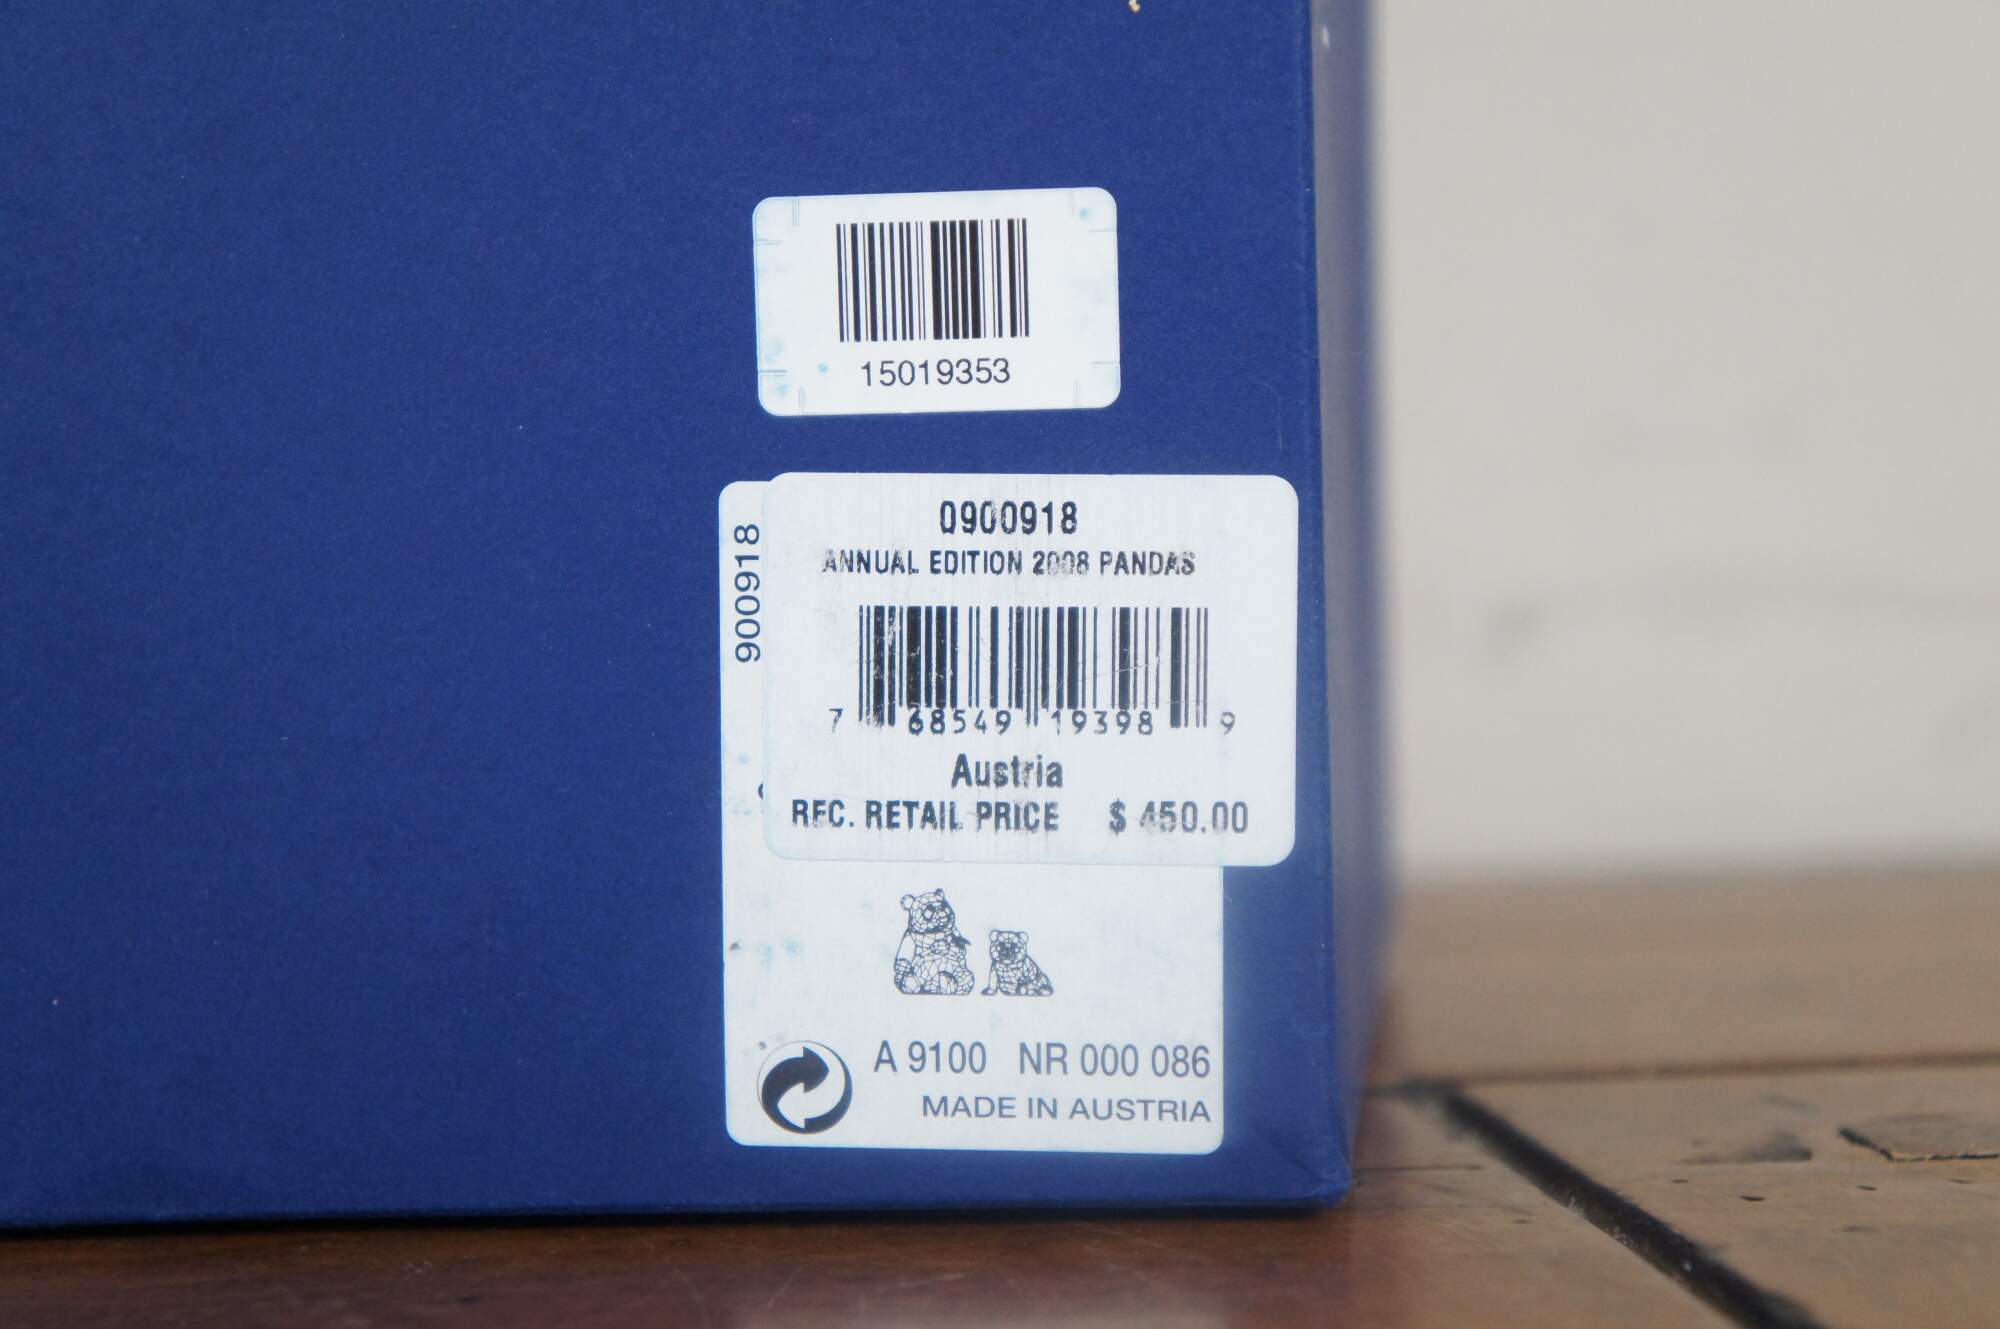 15019353
0900918
ANNUAL EDITION 2008 PANDAS
7 68549 19398 9
Austria
REC. RETAIL PRICE $ 450.00
900918
A 9100 NR 000 086
MADE IN AUSTRIA